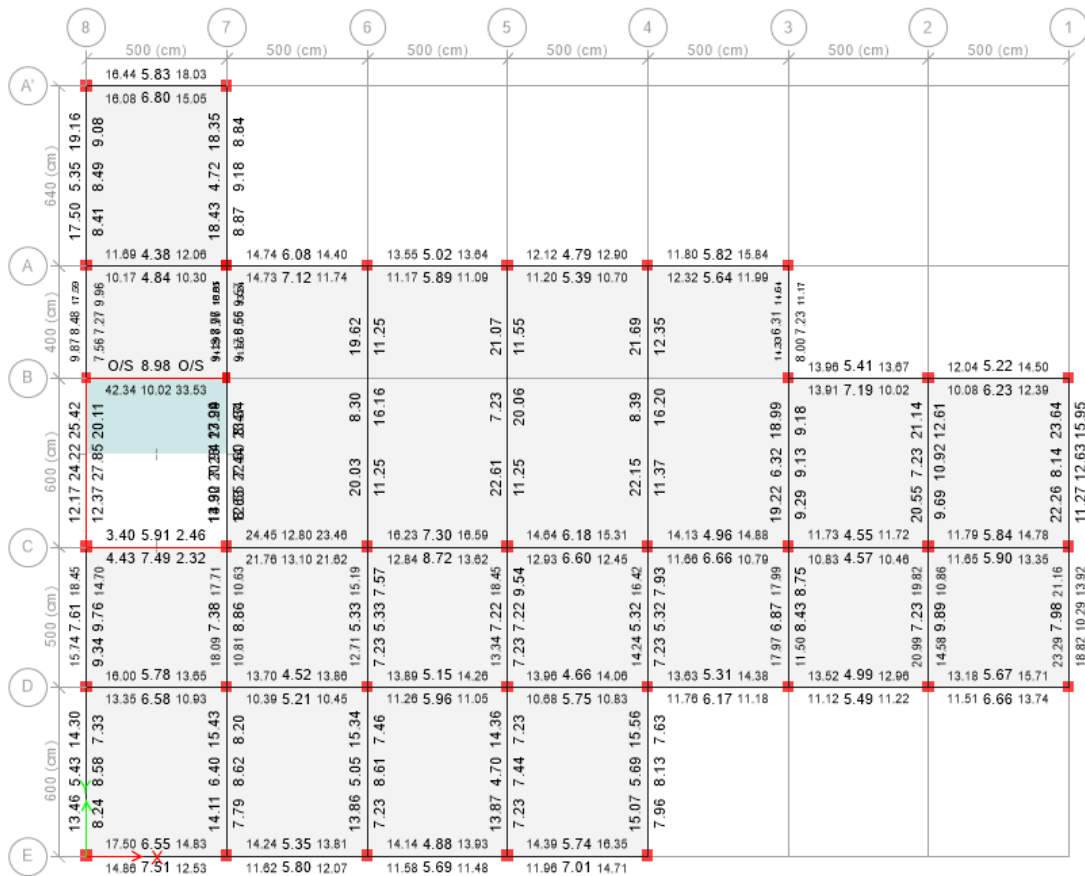 8 7 6 5 4 3 2 1
500 (cm) 500 (cm) 500 (cm) 500 (cm) 500 (cm) 500 (cm) 500 (cm)
16.44 5.83 18.03
A'
16.08 6.80 15.05
19.16 9.08 18.35 8.84
640 (cm)
5.35 8.49 4.72 9.18
17.50 8.41 18.43 8.87
11.69 4.38 12.06 14.74 6.08 14.40 13.55 5.02 13.64 12.12 4.79 12.90 11.80 5.82 15.84
A
10.17 4.84 10.30 14.73 7.12 11.74 11.17 5.89 11.09 11.20 5.39 10.70 12.32 5.64 11.99
9.96 14.64 11.17
400 (cm)
8.48 7.27 19.62 11.25 21.07 11.55 21.69 12.35 6.31 7.23
9.87 7.56 14.33 8.00
O/S 8.98 O/S 13.96 5.41 13.67 12.04 5.22 14.50
B
42.34 10.02 33.53 13.91 7.19 10.02 10.08 6.23 12.39
25.42 20.11 8.30 16.16 7.23 20.06 8.39 16.20 18.99 9.18 21.14 12.61 23.64 15.95
600 (cm)
24.22 27.85 6.32 9.13 7.23 10.92 8.14 12.63
12.17 12.37 20.03 11.25 22.61 11.25 22.15 11.37 19.22 9.29 20.55 9.69 22.26 11.27
3.40 5.91 2.46 24.45 12.80 23.46 16.23 7.30 16.59 14.64 6.18 15.31 14.13 4.96 14.88 11.73 4.55 11.72 11.79 5.84 14.78
C
4.43 7.49 2.32 21.76 13.10 21.62 12.84 8.72 13.62 12.93 6.60 12.45 11.66 6.66 10.79 10.83 4.57 10.46 11.65 5.90 13.35
18.45 14.70 17.71 10.63 15.19 7.57 18.45 9.54 16.42 7.93 17.99 8.75 19.82 10.86 21.16 13.92
500 (cm)
7.61 9.76 7.38 8.86 5.33 5.33 7.22 7.22 5.32 5.32 6.87 8.43 7.23 9.89 7.98 10.29
15.74 9.34 18.09 10.81 12.71 7.23 13.34 7.23 14.24 7.23 17.97 11.50 20.99 14.58 23.29 18.82
16.00 5.78 13.65 13.70 4.52 13.86 13.89 5.15 14.26 13.96 4.66 14.06 13.63 5.31 14.38 13.52 4.99 12.96 13.18 5.67 15.71
D
13.35 6.58 10.93 10.39 5.21 10.45 11.26 5.96 11.05 10.68 5.75 10.83 11.76 6.17 11.18 11.12 5.49 11.22 11.51 6.66 13.74
14.30 7.33 15.43 8.20 15.34 7.46 14.36 7.23 15.56 7.63
600 (cm)
5.43 8.58 6.40 8.62 5.05 8.61 4.70 7.44 5.69 8.13
Y
13.46 8.24 14.11 7.79 13.86 7.23 13.87 7.23 15.07 7.96
17.50 6.55 14.83 14.24 5.35 13.81 14.14 4.88 13.93 14.39 5.74 16.35
E X
14.86 7.51 12.53 11.62 5.80 12.07 11.58 5.69 11.48 11.96 7.01 14.71